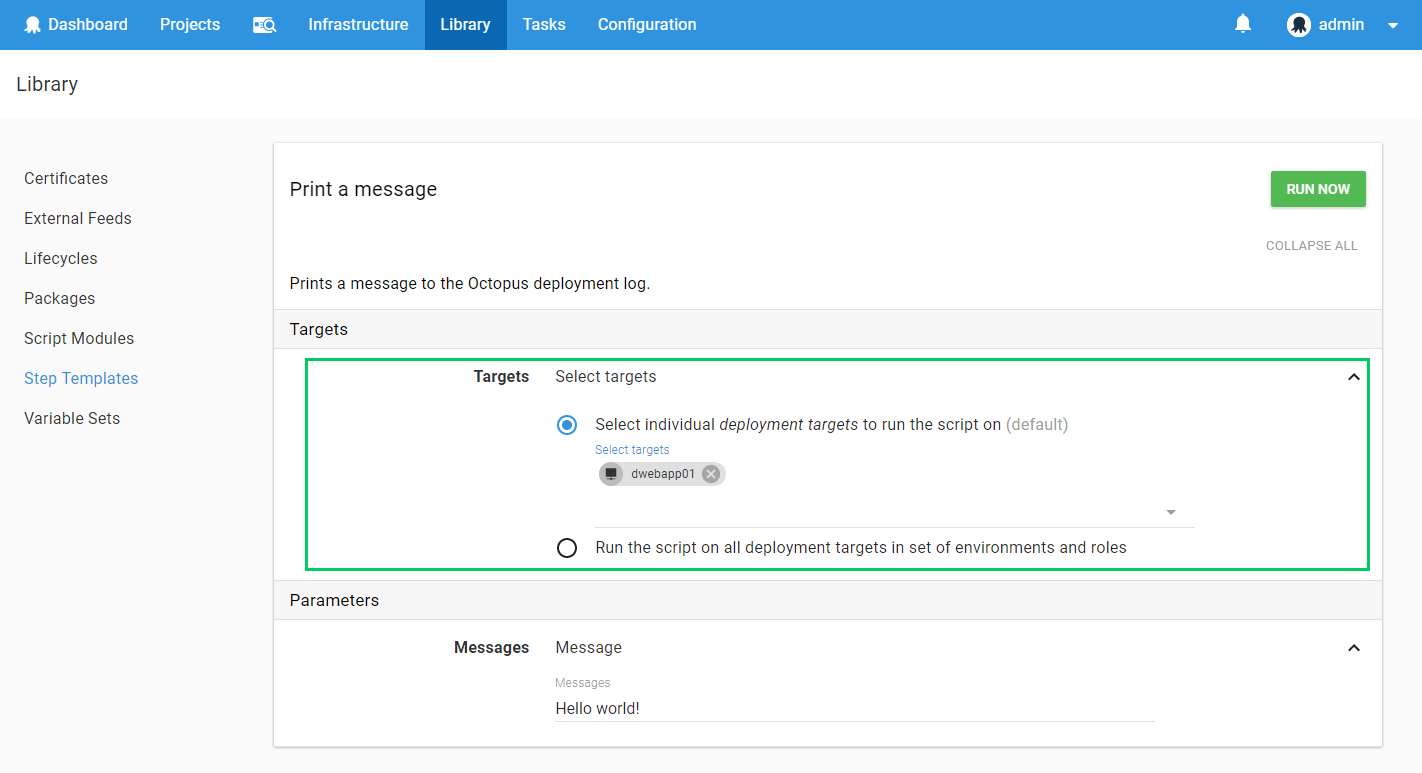 Dashboard Projects Infrastructure Library Tasks Configuration admin
Library
Certificates
External Feeds
Lifecycles
Packages
Script Modules
Step Templates
Variable Sets
Print a message
RUN NOW
COLLAPSE ALL
Prints a message to the Octopus deployment log.
Targets
Targets Select targets
Select individual deployment targets to run the script on (default)
Select targets
dwebapp01
Run the script on all deployment targets in set of environments and roles
Parameters
Messages Message
Messages
Hello world!